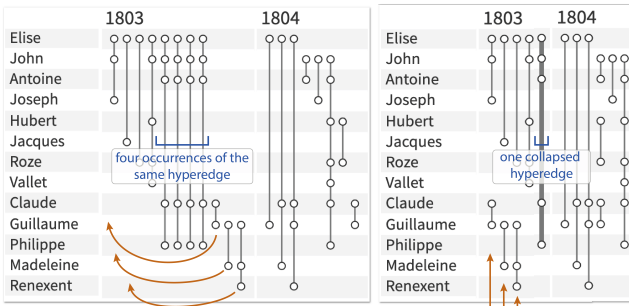 1803 1804
Elise
John
Antoine
Joseph
Hubert
Jacques
Roze
Vallet
Claude
Guillaume
Philippe
Madeleine
Renexent
four occurrences of the
same hyperedge
1803 1804
Elise
John
Antoine
Joseph
Hubert
Jacques
Roze
Vallet
Claude
Guillaume
Philippe
Madeleine
Renexent
one collapsed
hyperedge